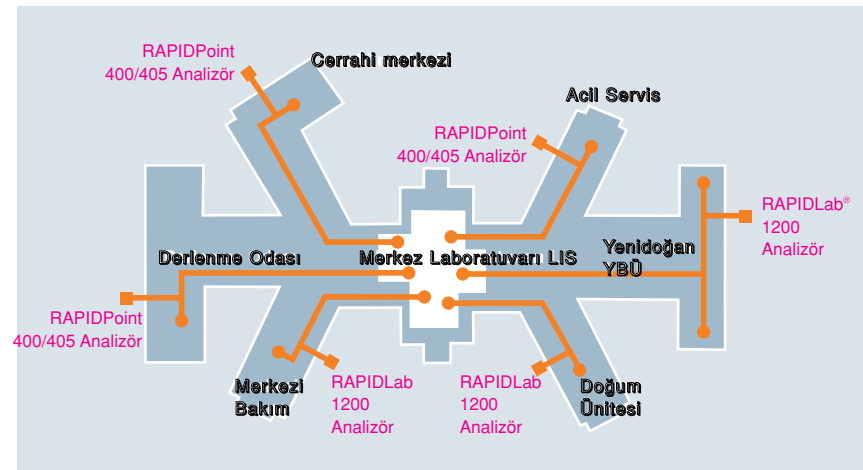 RAPIDPoint
400/405 Analizör
Cerrahi merkezi
Acil Servis
RAPIDPoint
400/405 Analizör
RAPIDLab®
1200
Analizör
Derlenme Odası
Merkez Laboratuvarı LIS
Yenidoğan
YBÜ
RAPIDPoint
400/405 Analizör
Merkezi
Bakım
RAPIDLab
1200
Analizör
RAPIDLab
1200
Analizör
Doğum
Ünitesi